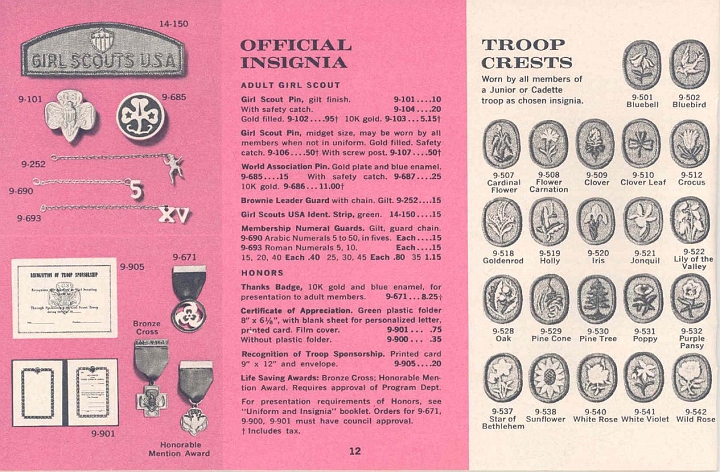 14-150
GIRL SCOUTS U.S.A
9-101
9-685
9-252
9-690
5
9-693
XV
9-905
9-671
RECOGNITION OF TROOP SPONSORSHIP
Bronze
Cross
9-901
Honorable
Mention Award
OFFICIAL
INSIGNIA
ADULT GIRL SCOUT
Girl Scout Pin, gilt finish. 9-101....10
With safety catch. 9-104....20
Gold filled. 9-102....95† 10K gold. 9-103...5.15†
Girl Scout Pin, midget size, may be worn by all
members when not in uniform. Gold filled. Safety
catch. 9-106....50† With screw post. 9-107....50†
World Association Pin. Gold plate and blue enamel.
9-685....15 With safety catch. 9-687....25
10K gold. 9-686...11.00†
Brownie Leader Guard with chain. Gilt. 9-252....15
Girl Scouts USA Ident. Strip, green. 14-150....15
Membership Numeral Guards. Gilt, guard chain.
9-690 Arabic Numerals 5 to 50, in fives. Each....15
9-693 Roman Numerals 5, 10. Each....15
15, 20, 40 Each .40 25, 30, 45 Each .80 35 1.15
HONORS
Thanks Badge, 10K gold and blue enamel, for
presentation to adult members. 9-671...8.25†
Certificate of Appreciation. Green plastic folder
8" x 6½", with blank sheet for personalized letter,
printed card. Film cover. 9-901... .75
Without plastic folder. 9-900... .35
Recognition of Troop Sponsorship. Printed card
9" x 12" and envelope. 9-905....20
Life Saving Awards: Bronze Cross; Honorable Men-
tion Award. Requires approval of Program Dept.
For presentation requirements of Honors, see
"Uniform and Insignia" booklet. Orders for 9-671,
9-900, 9-901 must have council approval.
† Includes tax.
12
TROOP
CRESTS
Worn by all members of
a Junior or Cadette
troop as chosen insignia.
9-501 9-502
Bluebell Bluebird
9-507 9-508 9-509 9-510 9-512
Cardinal Flower Clover Clover Leaf Crocus
Flower Carnation
9-518 9-519 9-520 9-521 9-522
Goldenrod Holly Iris Jonquil Lily of the
Valley
9-528 9-529 9-530 9-531 9-532
Oak Pine Cone Pine Tree Poppy Purple
Pansy
9-537 9-538 9-540 9-541 9-542
Star of Sunflower White Rose White Violet Wild Rose
Bethlehem